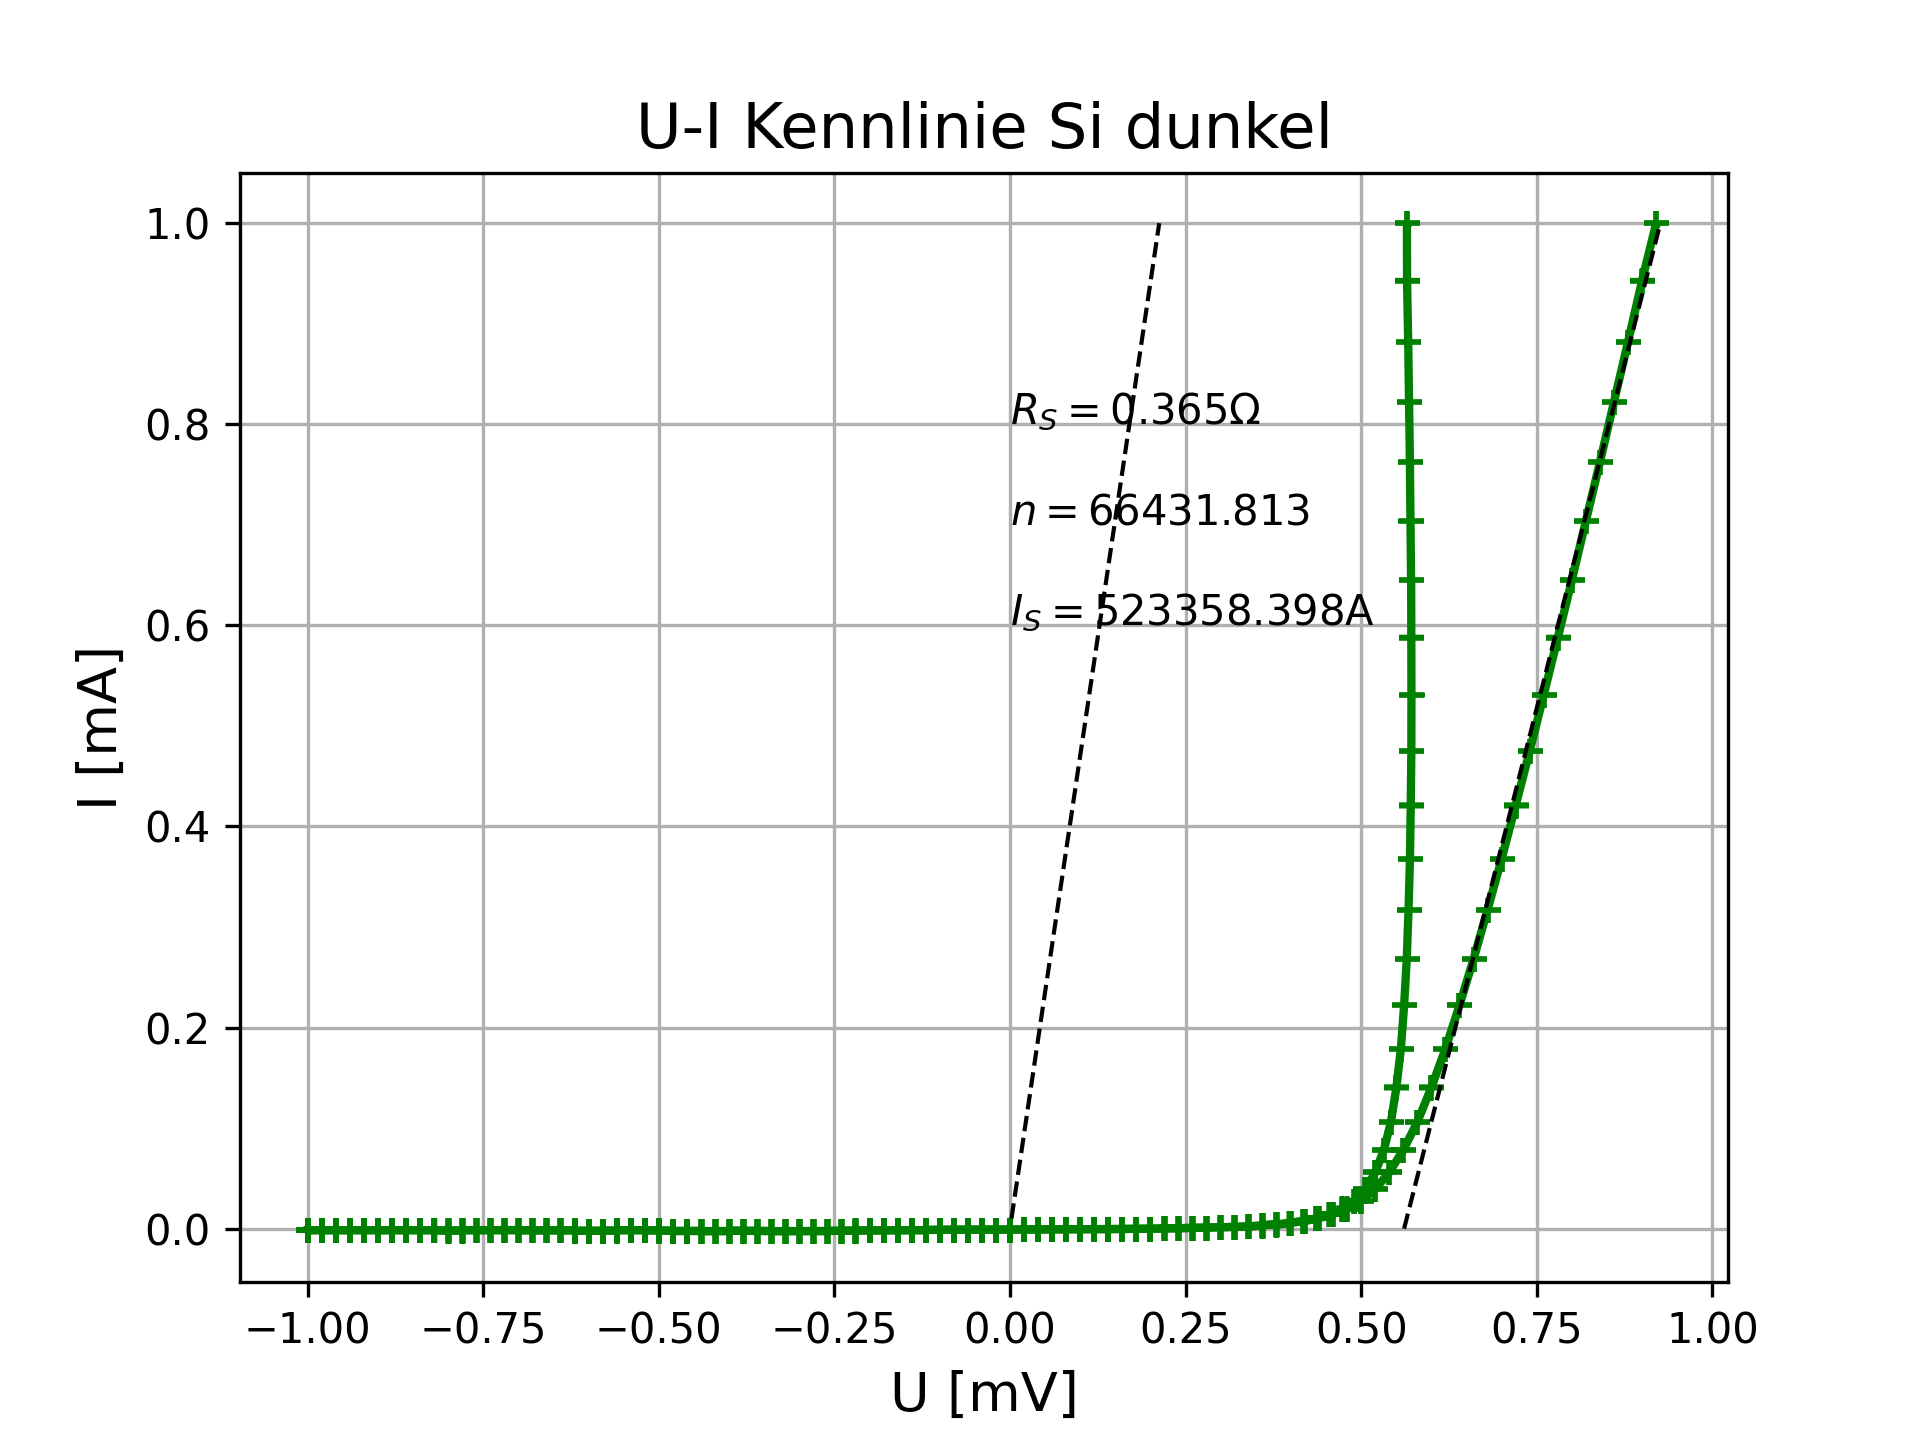 U-I Kennlinie Si dunkel
I [mA]
1.0
0.8
0.6
0.4
0.2
0.0
R_S = 0.365Ω
n = 66431.813
I_S = 523358.398A
−1.00 −0.75 −0.50 −0.25 0.00 0.25 0.50 0.75 1.00
U [mV]